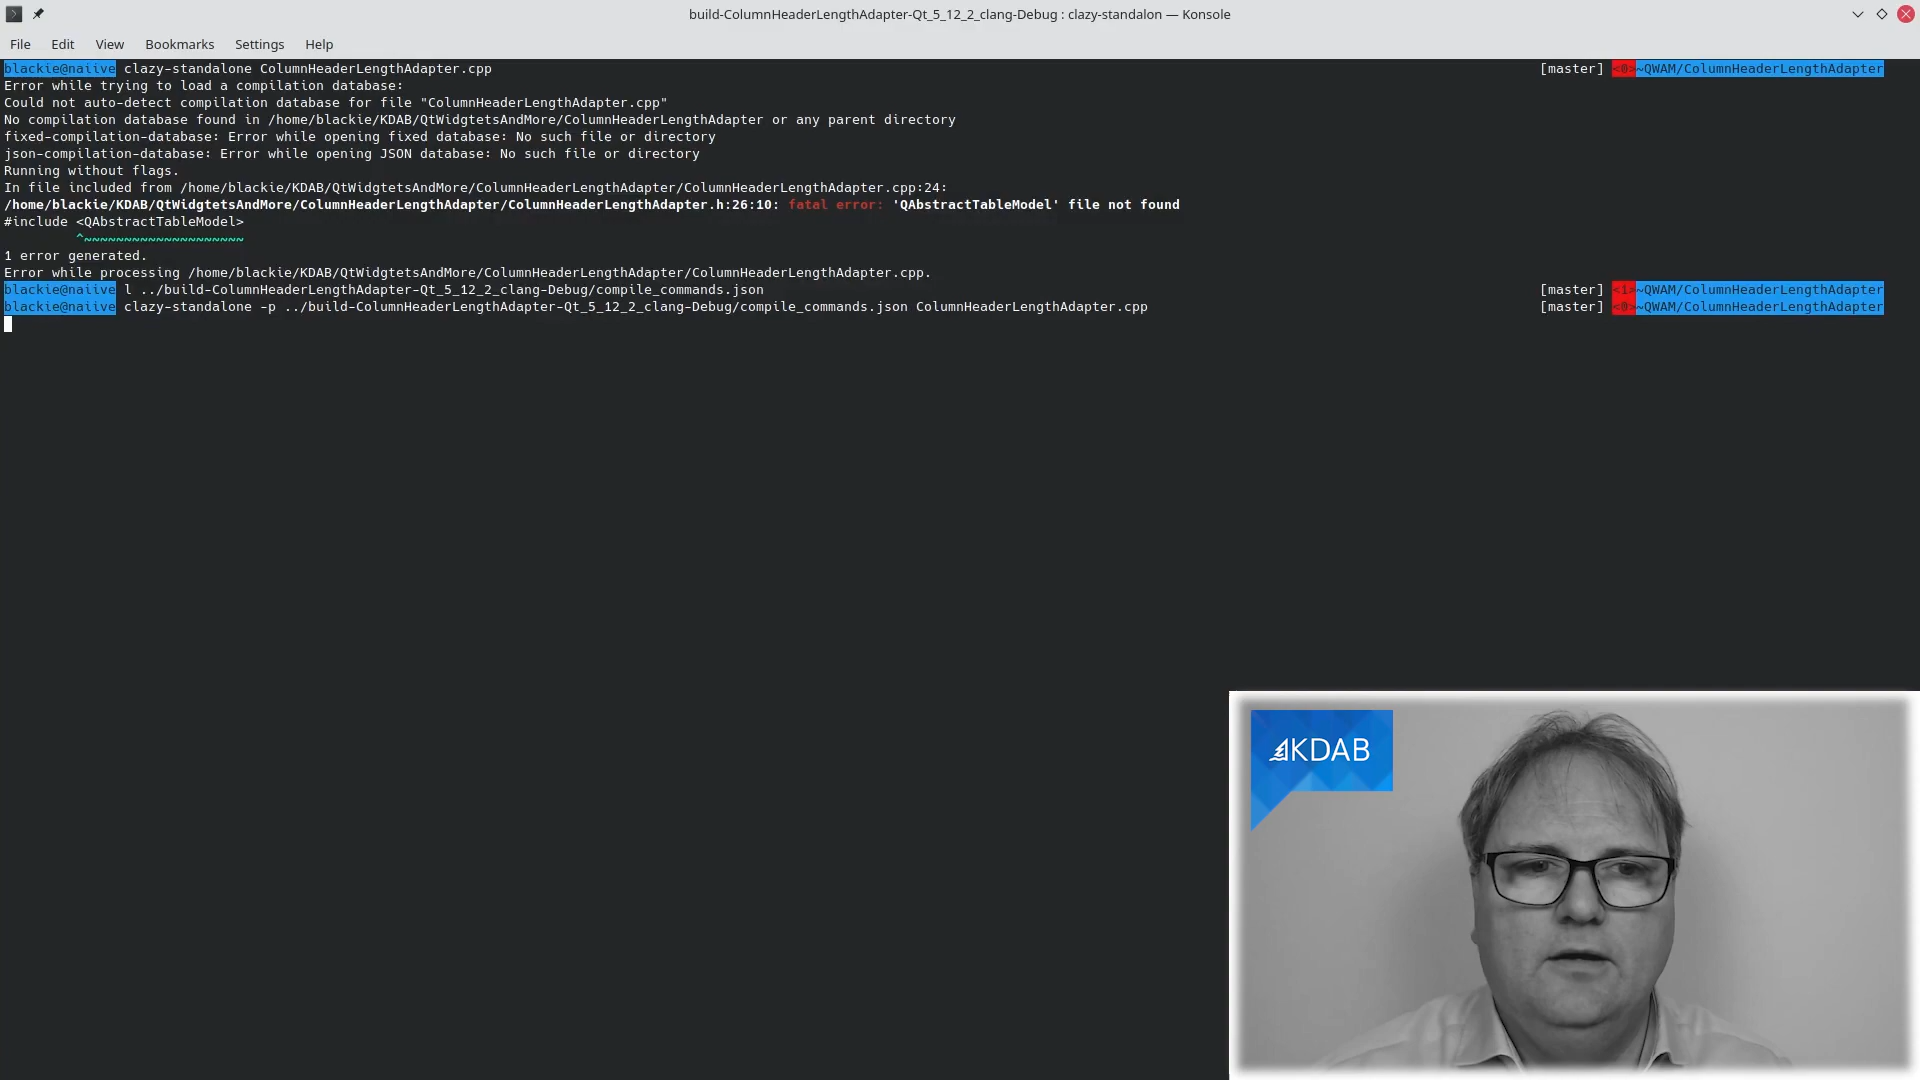 build-ColumnHeaderLengthAdapter-Qt_5_12_2_clang-Debug : clazy-standalon — Konsole
File Edit View Bookmarks Settings Help
blackie@naiive clazy-standalone ColumnHeaderLengthAdapter.cpp [master] <0>~QWAM/ColumnHeaderLengthAdapter
Error while trying to load a compilation database:
Could not auto-detect compilation database for file "ColumnHeaderLengthAdapter.cpp"
No compilation database found in /home/blackie/KDAB/QtWidgtetsAndMore/ColumnHeaderLengthAdapter or any parent directory
fixed-compilation-database: Error while opening fixed database: No such file or directory
json-compilation-database: Error while opening JSON database: No such file or directory
Running without flags.
In file included from /home/blackie/KDAB/QtWidgtetsAndMore/ColumnHeaderLengthAdapter/ColumnHeaderLengthAdapter.cpp:24:
/home/blackie/KDAB/QtWidgtetsAndMore/ColumnHeaderLengthAdapter/ColumnHeaderLengthAdapter.h:26:10: fatal error: 'QAbstractTableModel' file not found
#include <QAbstractTableModel>
^~~~~~~~~~~~~~~~~~~~~
1 error generated.
Error while processing /home/blackie/KDAB/QtWidgtetsAndMore/ColumnHeaderLengthAdapter/ColumnHeaderLengthAdapter.cpp.
blackie@naiive l ../build-ColumnHeaderLengthAdapter-Qt_5_12_2_clang-Debug/compile_commands.json [master] <1>~QWAM/ColumnHeaderLengthAdapter
blackie@naiive clazy-standalone -p ../build-ColumnHeaderLengthAdapter-Qt_5_12_2_clang-Debug/compile_commands.json ColumnHeaderLengthAdapter.cpp [master] <0>~QWAM/ColumnHeaderLengthAdapter
KDAB